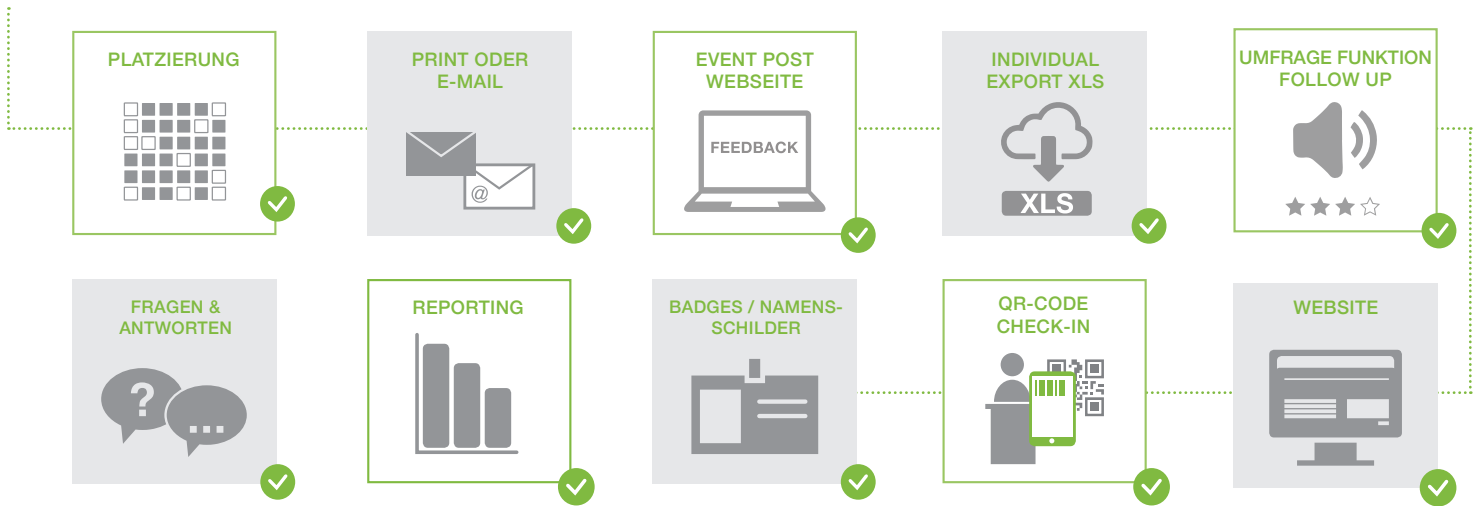 PLATZIERUNG
PRINT ODER
E-MAIL
@
EVENT POST
WEBSEITE
FEEDBACK
INDIVIDUAL
EXPORT XLS
XLS
UMFRAGE FUNKTION
FOLLOW UP
FRAGEN &
ANTWORTEN
?
...
REPORTING
BADGES / NAMENS-
SCHILDER
QR-CODE
CHECK-IN
WEBSITE